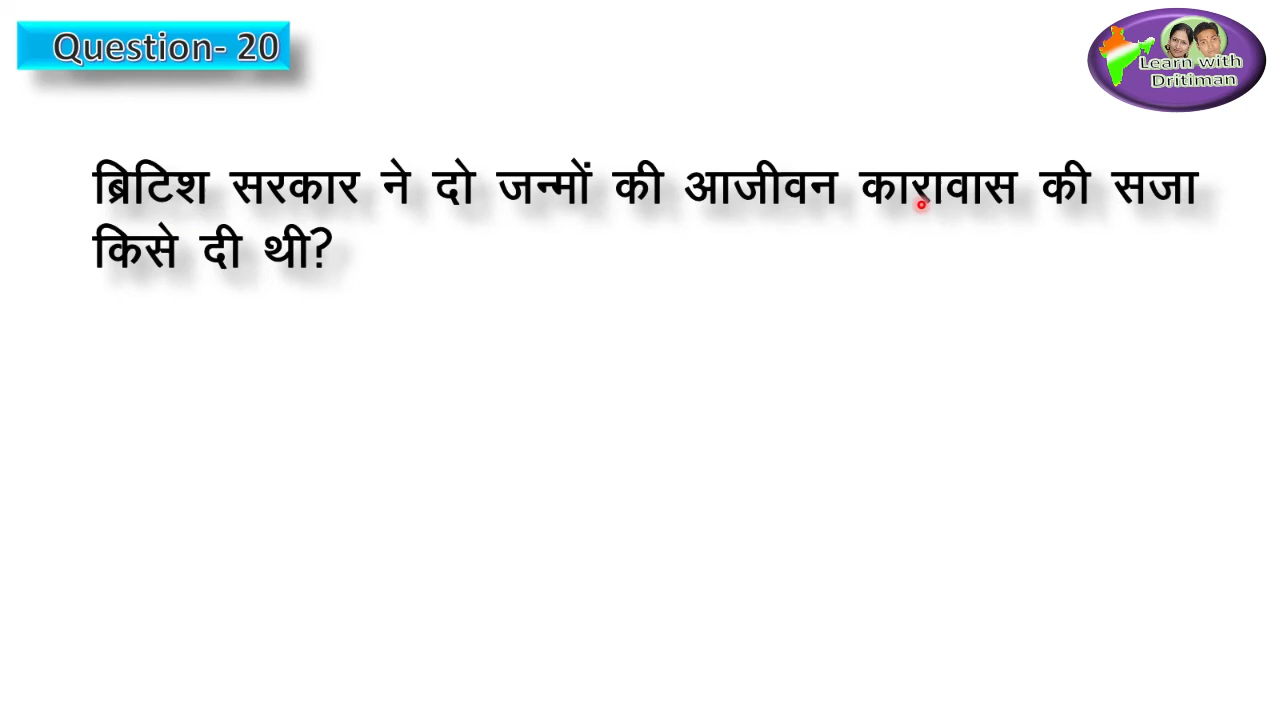 Question- 20
Learn with
Dritiman
ब्रिटिश सरकार ने दो जन्मों की आजीवन कारावास की सजा
किसे दी थी?